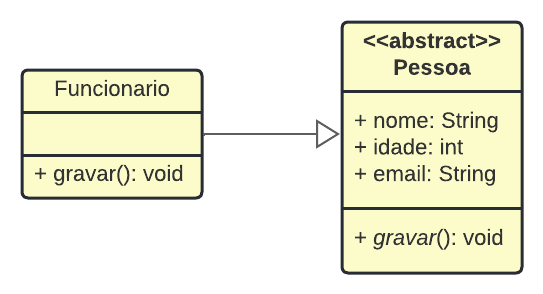 Funcionario
+ gravar(): void
<<abstract>>
Pessoa
+ nome: String
+ idade: int
+ email: String
+ gravar(): void